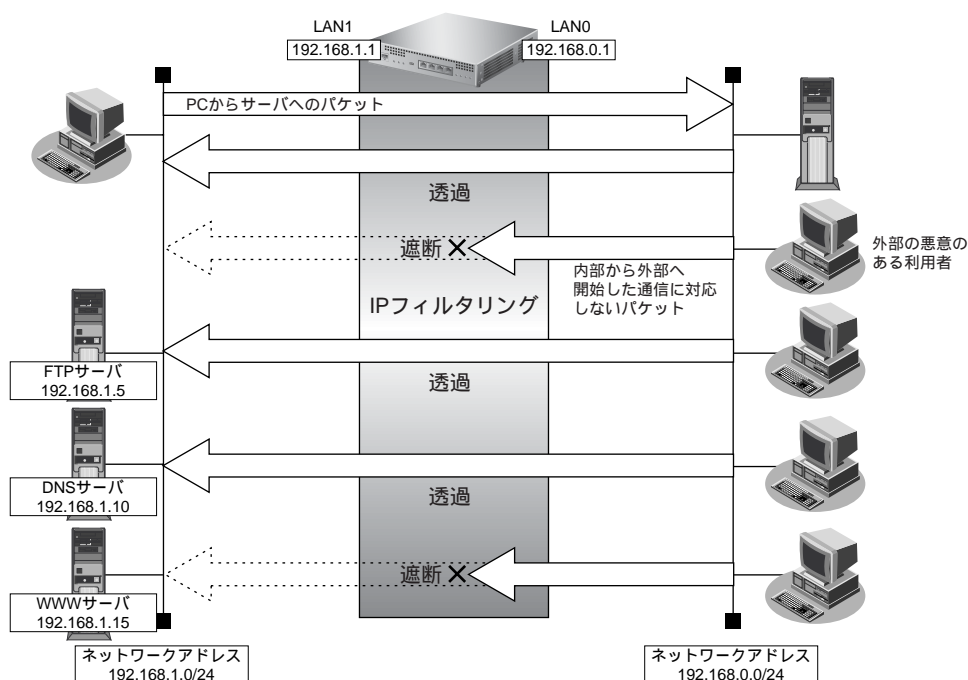 LAN1
192.168.1.1
LAN0
192.168.0.1
PCからサーバへのパケット
透過
遮断
外部の悪意の
ある利用者
内部から外部へ
開始した通信に対応
しないパケット
IPフィルタリング
FTPサーバ
192.168.1.5
透過
DNSサーバ
192.168.1.10
透過
遮断
WWWサーバ
192.168.1.15
ネットワークアドレス
192.168.1.0/24
ネットワークアドレス
192.168.0.0/24